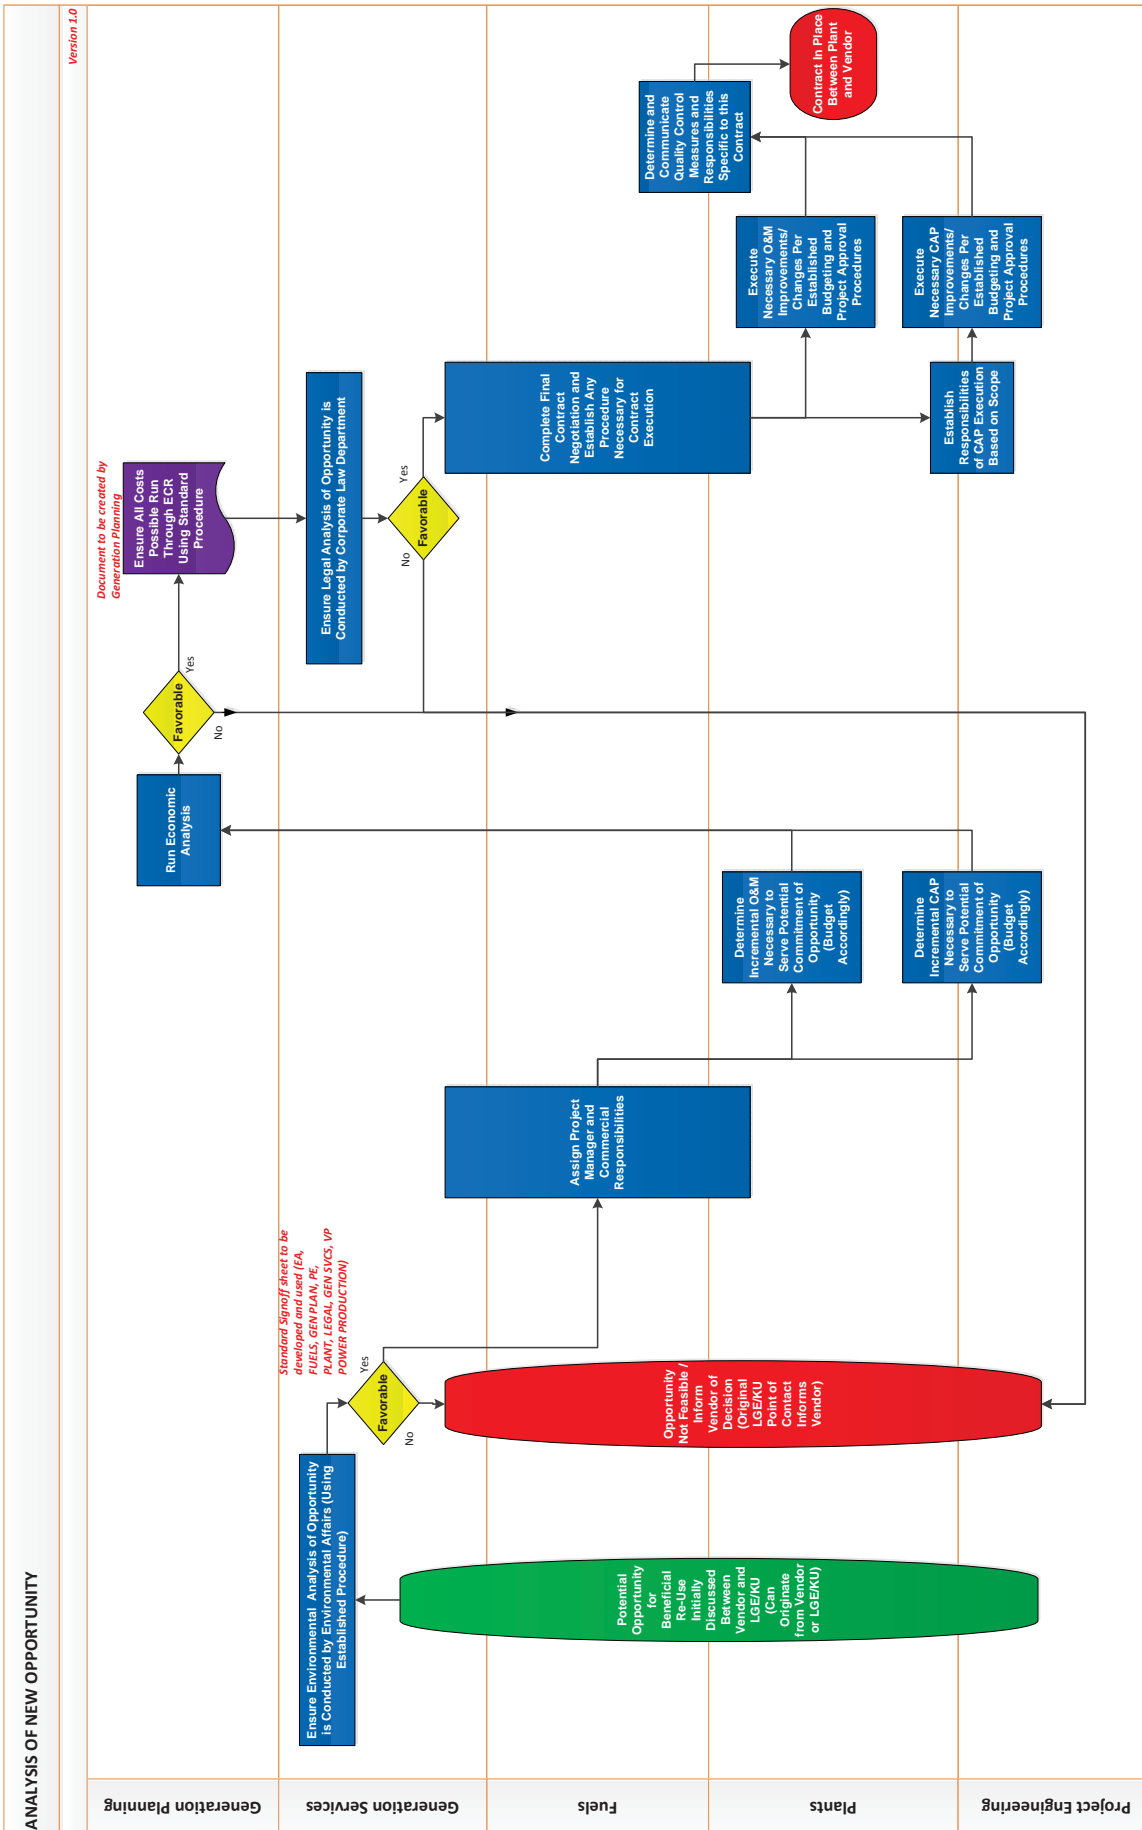 ANALYSIS OF NEW OPPORTUNITY
Version 1.0
Generation Planning
Generation Services
Fuels
Plants
Project Engineering
Potential
Opportunity
for
Beneficial
Re-Use
Initially
Discussed
Between
Vendor and
LGE/KU
(Can
Originate
from Vendor
or LGE/KU)
Ensure Environmental Analysis of Opportunity
is Conducted by Environmental Affairs (Using
Established Procedure)
Favorable
No
Yes
Standard Signoff sheet to be
developed and used (EA,
FUELS, GEN PLAN, PE,
PLANT, LEGAL, GEN SVCS, VP
POWER PRODUCTION)
Opportunity
Not Feasible /
Inform
Vendor of
Decision
(Original
LGE/KU
Point of
Contact
Informs
Vendor)
Assign Project
Manager and
Commercial
Responsibilities
Determine
Incremental O&M
Necessary to
Serve Potential
Commitment of
Opportunity
(Budget
Accordingly)
Determine
Incremental CAP
Necessary to
Serve Potential
Commitment of
Opportunity
(Budget
Accordingly)
Run Economic
Analysis
Favorable
No
Yes
Document to be created by
Generation Planning
Ensure All Costs
Possible Run
Through ECR
Using Standard
Procedure
Ensure Legal Analysis of Opportunity is
Conducted by Corporate Law Department
Favorable
No
Yes
Complete Final
Contract
Negotiation and
Establish Any
Procedure
Necessary for
Contract
Execution
Establish
Responsibilities
of CAP Execution
Based on Scope
Execute
Necessary O&M
Improvements/
Changes Per
Established
Budgeting and
Project Approval
Procedures
Execute
Necessary CAP
Improvements/
Changes Per
Established
Budgeting and
Project Approval
Procedures
Determine and
Communicate
Quality Control
Measures and
Responsibilities
Specific to this
Contract
Contract In Place
Between Plant
and Vendor